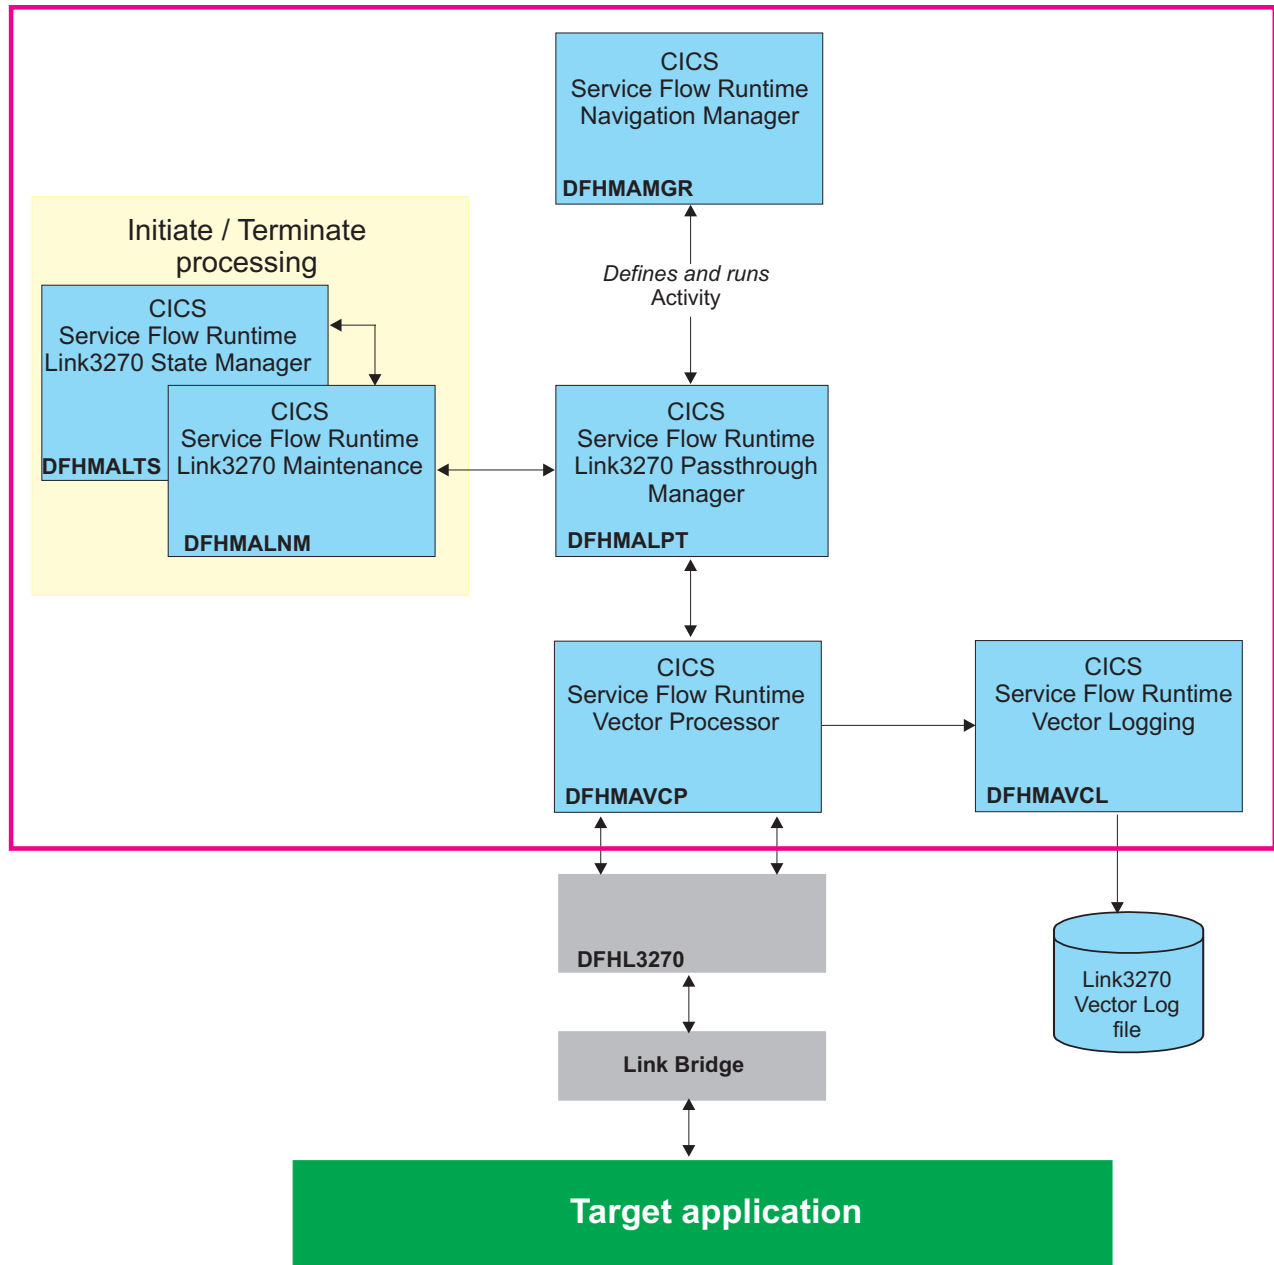 CICS
Service Flow Runtime
Navigation Manager
DFHMAMGR
Defines and runs
Activity
Initiate / Terminate
processing
CICS
Service Flow Runtime
Link3270 State Manager
DFHMALTS
CICS
Service Flow Runtime
Link3270 Maintenance
DFHMALNM
CICS
Service Flow Runtime
Link3270 Passthrough
Manager
DFHMALPT
CICS
Service Flow Runtime
Vector Processor
DFHMAVCP
CICS
Service Flow Runtime
Vector Logging
DFHMAVCL
DFHL3270
Link3270
Vector Log
file
Link Bridge
Target application